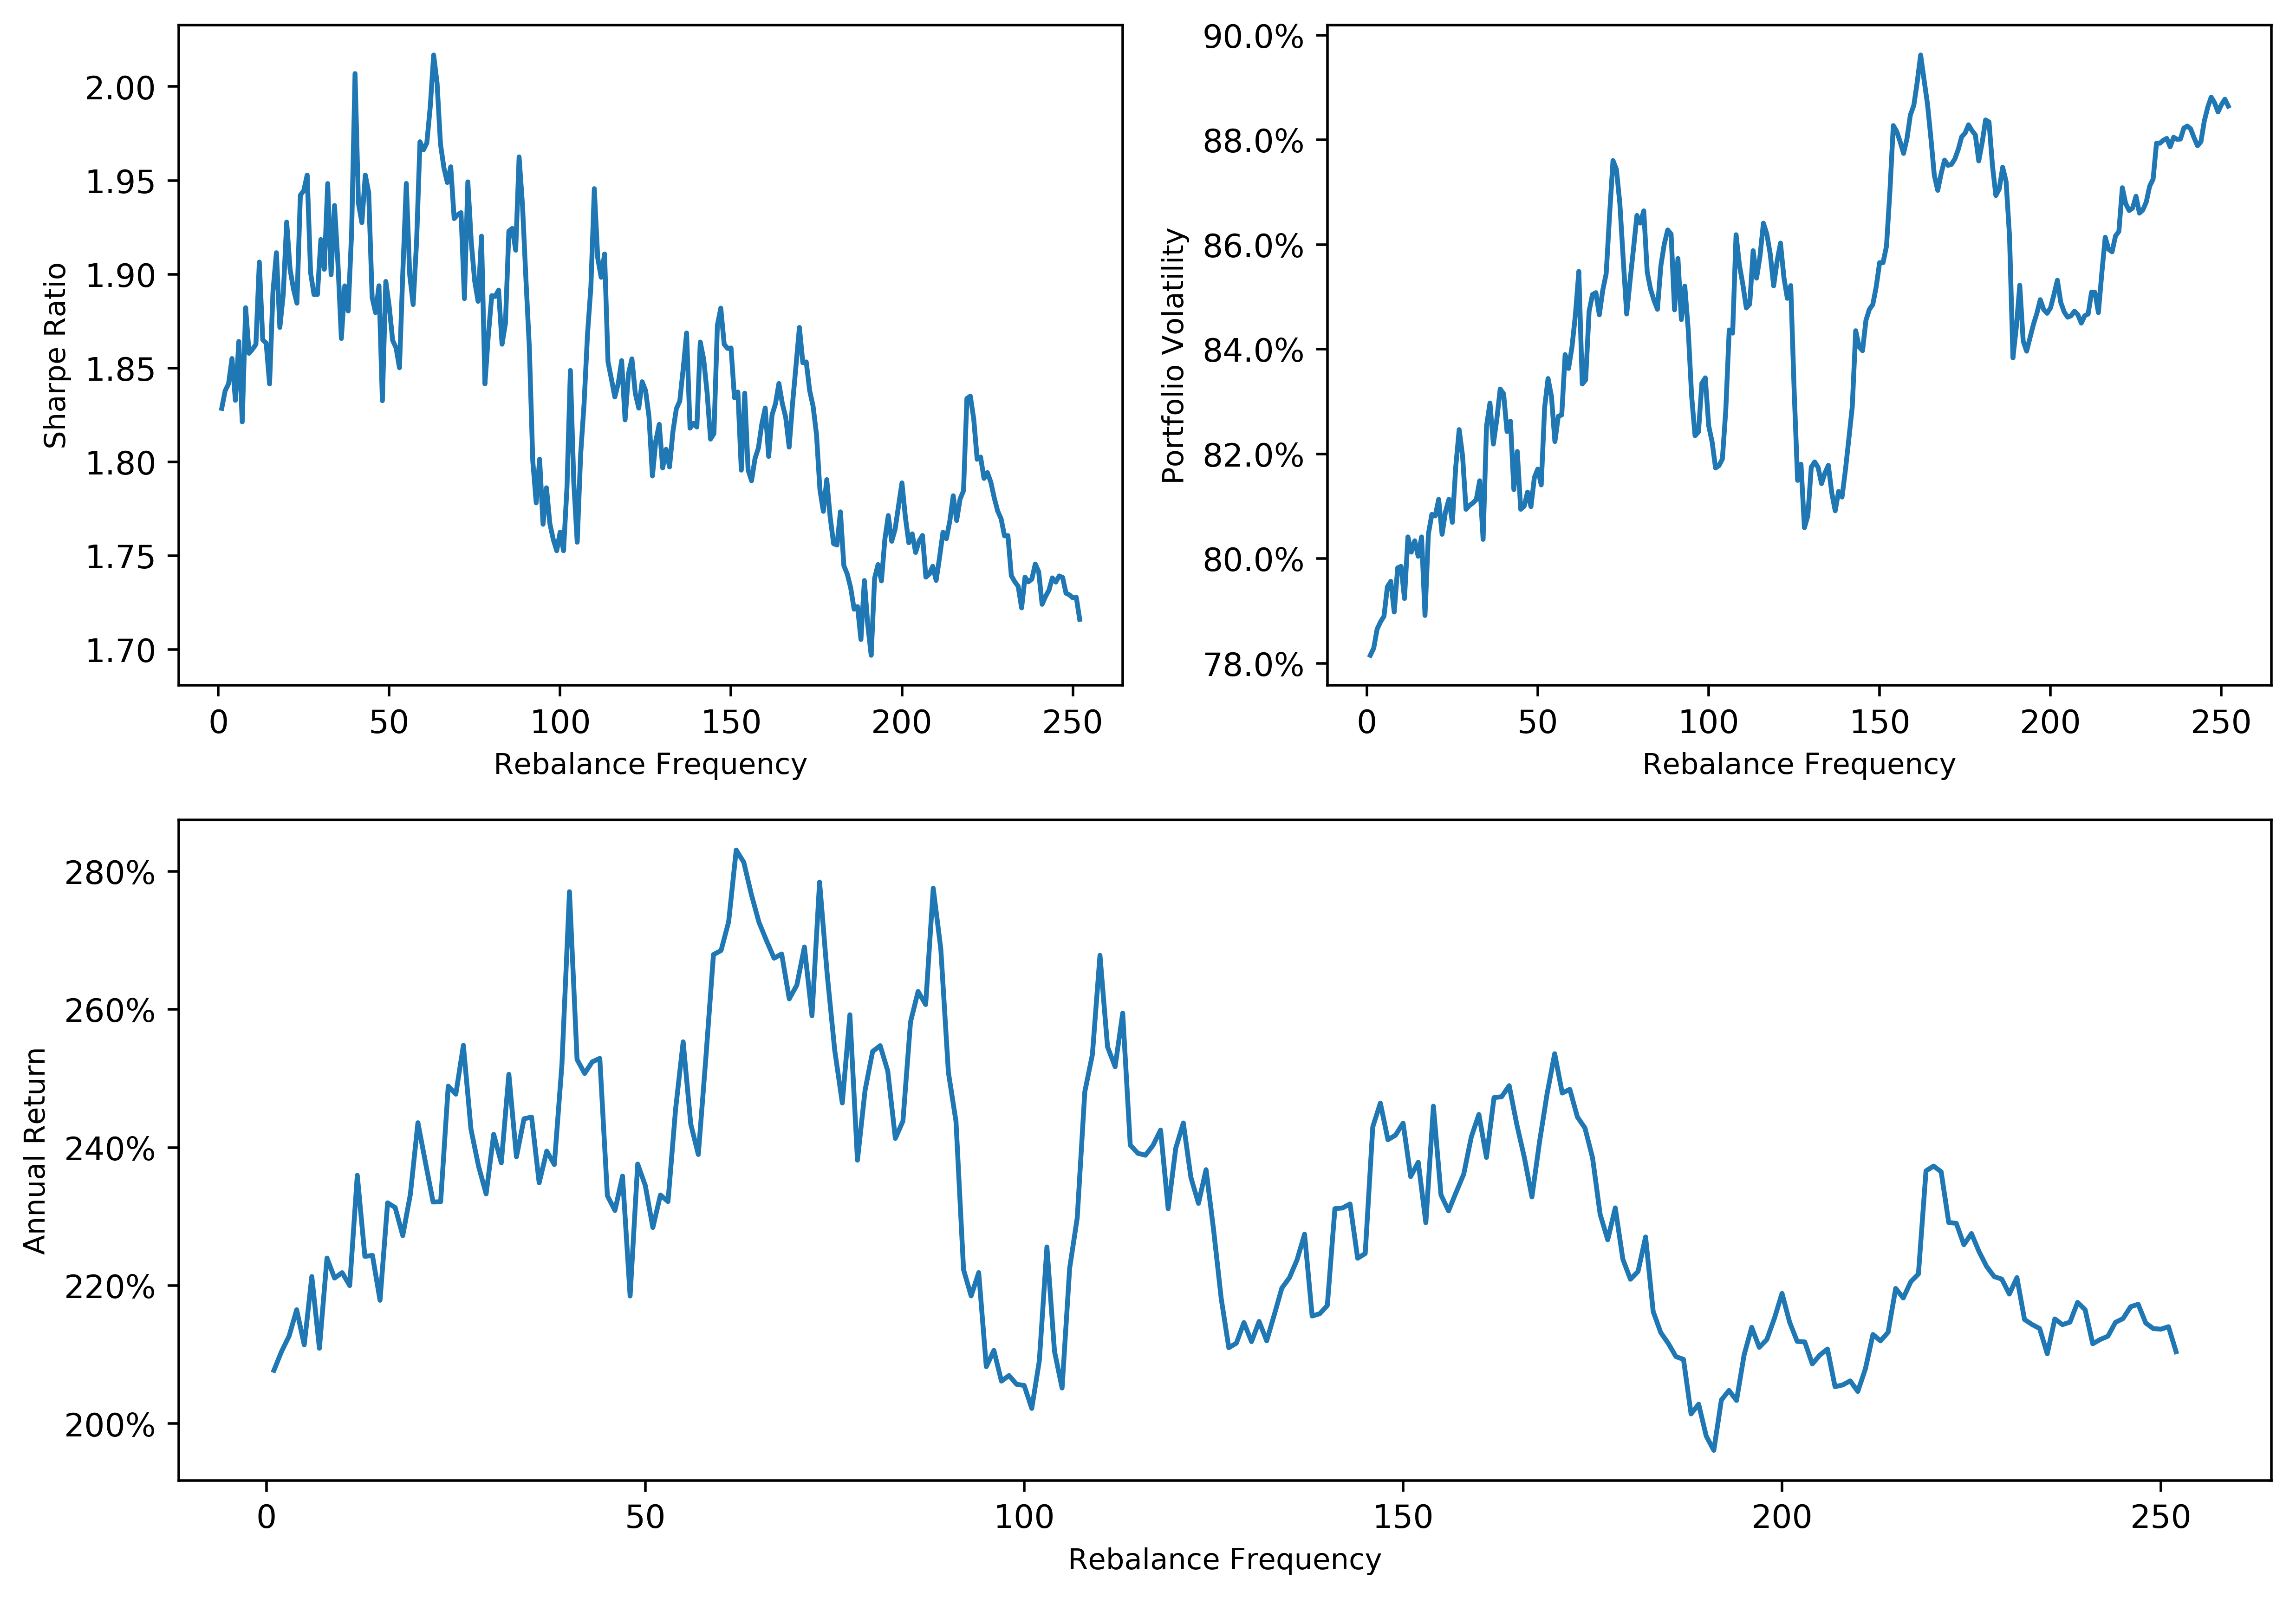 2.00
1.95
1.90
1.85
1.80
1.75
1.70
Sharpe Ratio
0 50 100 150 200 250
Rebalance Frequency
90.0%
88.0%
86.0%
84.0%
82.0%
80.0%
78.0%
Portfolio Volatility
0 50 100 150 200 250
Rebalance Frequency
280%
260%
240%
220%
200%
Annual Return
0 50 100 150 200 250
Rebalance Frequency